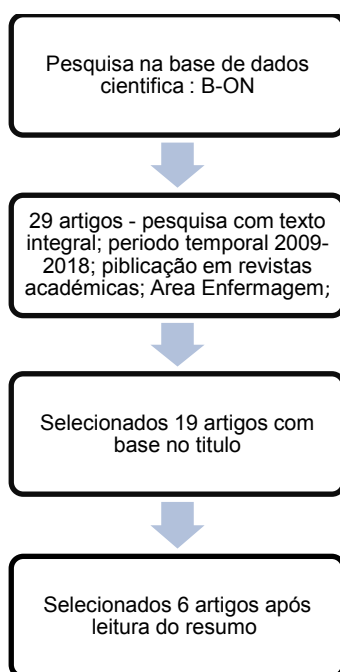 Pesquisa na base de dados
cientifica : B-ON
29 artigos - pesquisa com texto
integral; periodo temporal 2009-
2018; piblicação em revistas
académicas; Area Enfermagem;
Selecionados 19 artigos com
base no titulo
Selecionados 6 artigos após
leitura do resumo